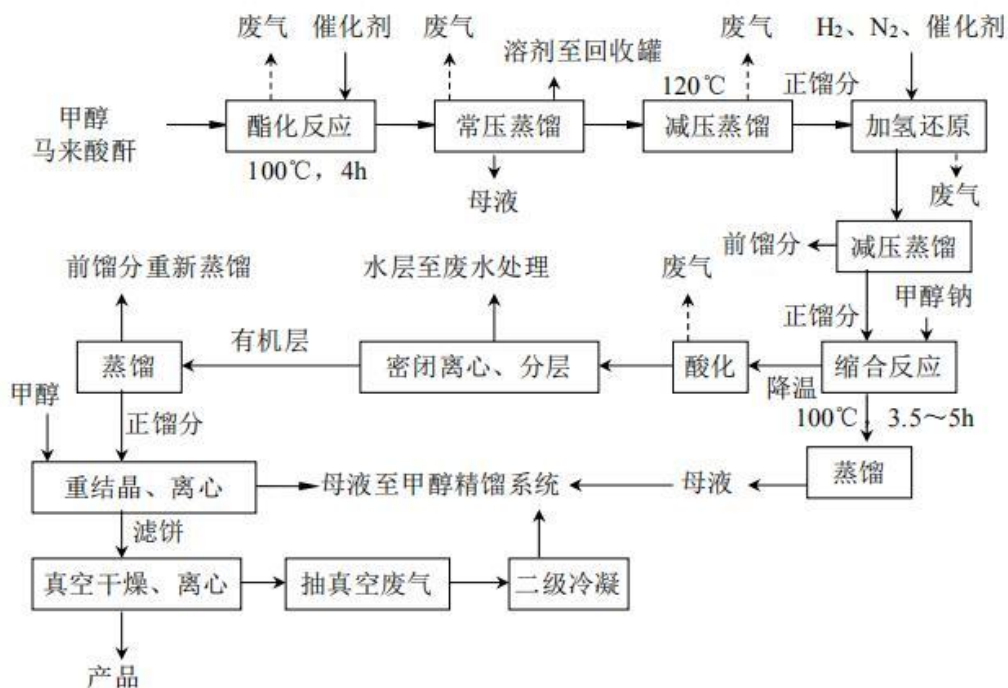 废气
催化剂
废气
溶剂至回收罐
废气
H2、N2、催化剂
120℃
正馏分
甲醇
马来酸酐
酯化反应
常压蒸馏
减压蒸馏
加氢还原
100℃，4h
母液
废气
前馏分
减压蒸馏
前馏分重新蒸馏
水层至废水处理
废气
正馏分
甲醇钠
有机层
蒸馏
密闭离心、分层
酸化
缩合反应
降温
甲醇
正馏分
100℃，3.5～5h
重结晶、离心
母液至甲醇精馏系统
母液
蒸馏
滤饼
真空干燥、离心
抽真空废气
二级冷凝
产品